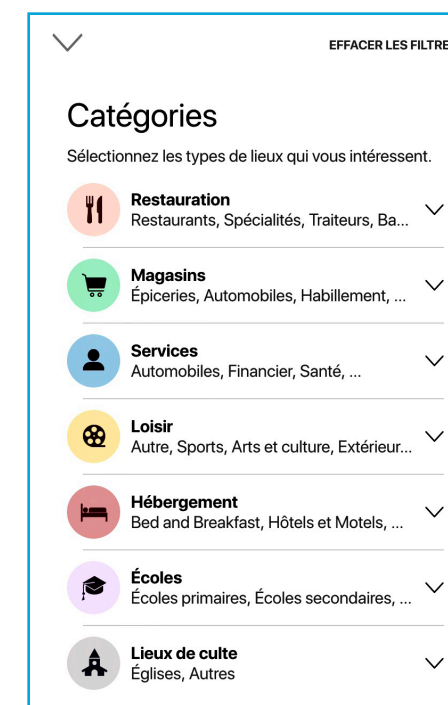 EFFACER LES FILTRE
Catégories
Sélectionnez les types de lieux qui vous intéressent.
Restauration
Restaurants, Spécialités, Traiteurs, Ba...
Magasins
Épiceries, Automobiles, Habillement, ...
Services
Automobiles, Financier, Santé, ...
Loisir
Autre, Sports, Arts et culture, Extérieur...
Hébergement
Bed and Breakfast, Hôtels et Motels, ...
Écoles
Écoles primaires, Écoles secondaires, ...
Lieux de culte
Églises, Autres